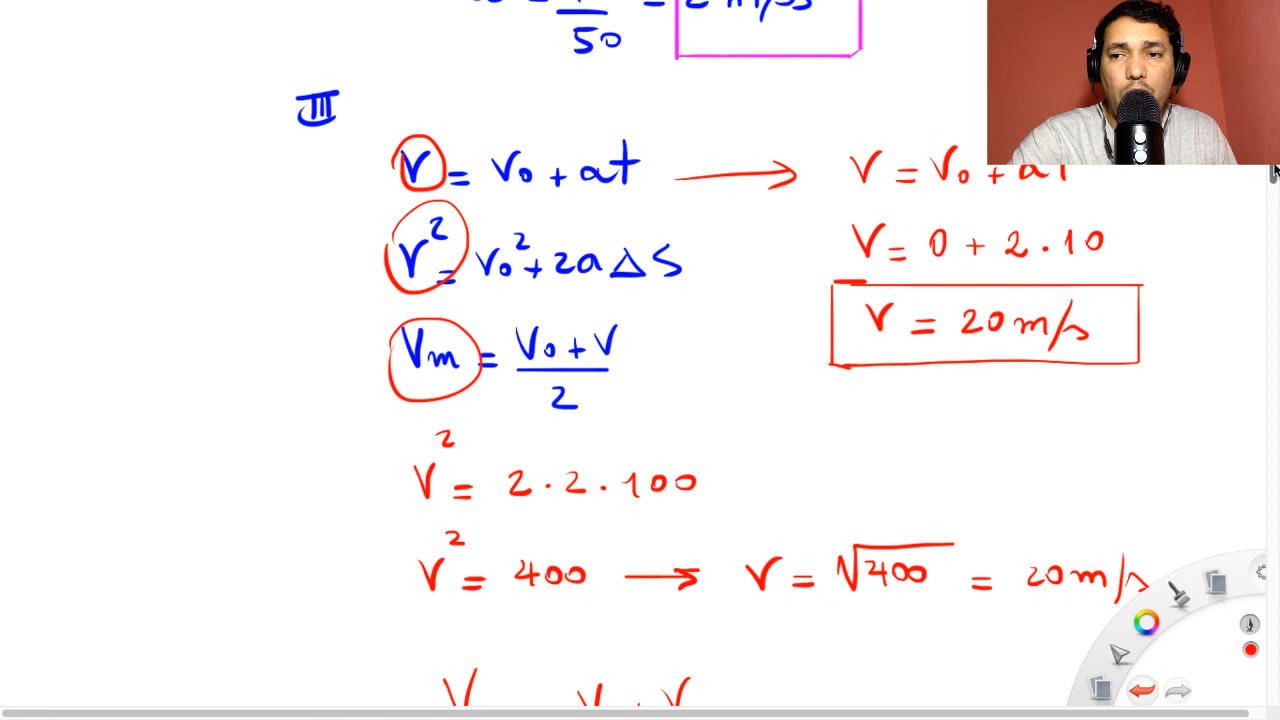 50
III
V = V₀ + at → V = V₀ + at
V² = V₀² + 2aΔS
V = 0 + 2 · 10
V = 20 m/s
Vm = (V₀ + V)/2
V² = 2 · 2 · 100
V² = 400 → V = √400 = 20 m/s